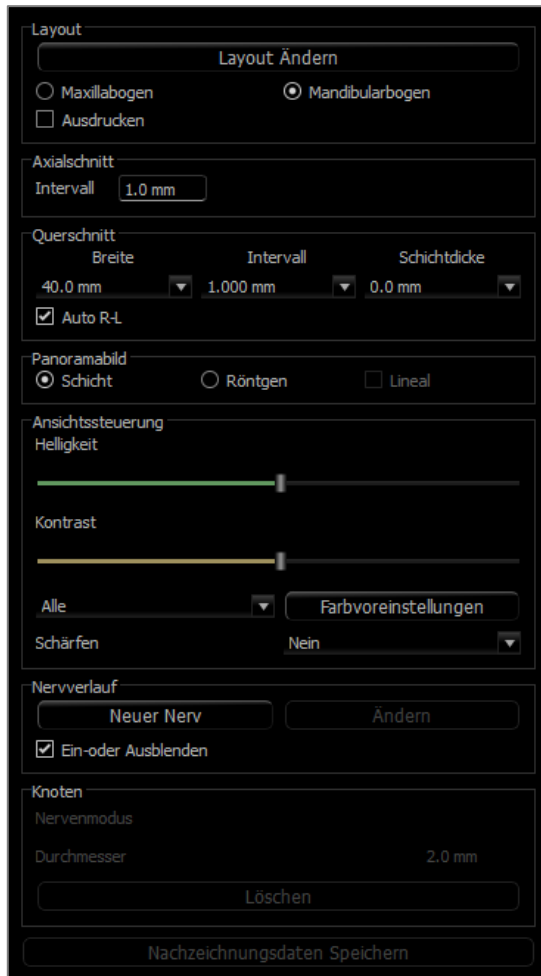 Layout
Layout Ändern
Maxillabogen Mandibularbogen
Ausdrucken
Axialschnitt
Intervall 1.0 mm
Querschnitt
Breite Intervall Schichtdicke
40.0 mm 1.000 mm 0.0 mm
Auto R-L
Panoramabild
Schicht Röntgen Lineal
Ansichtssteuerung
Helligkeit
Kontrast
Alle Farbvoreinstellungen
Schärfen Nein
Nervverlauf
Neuer Nerv Ändern
Ein-oder Ausblenden
Knoten
Nervenmodus
Durchmesser 2.0 mm
Löschen
Nachzeichnungsdaten Speichern